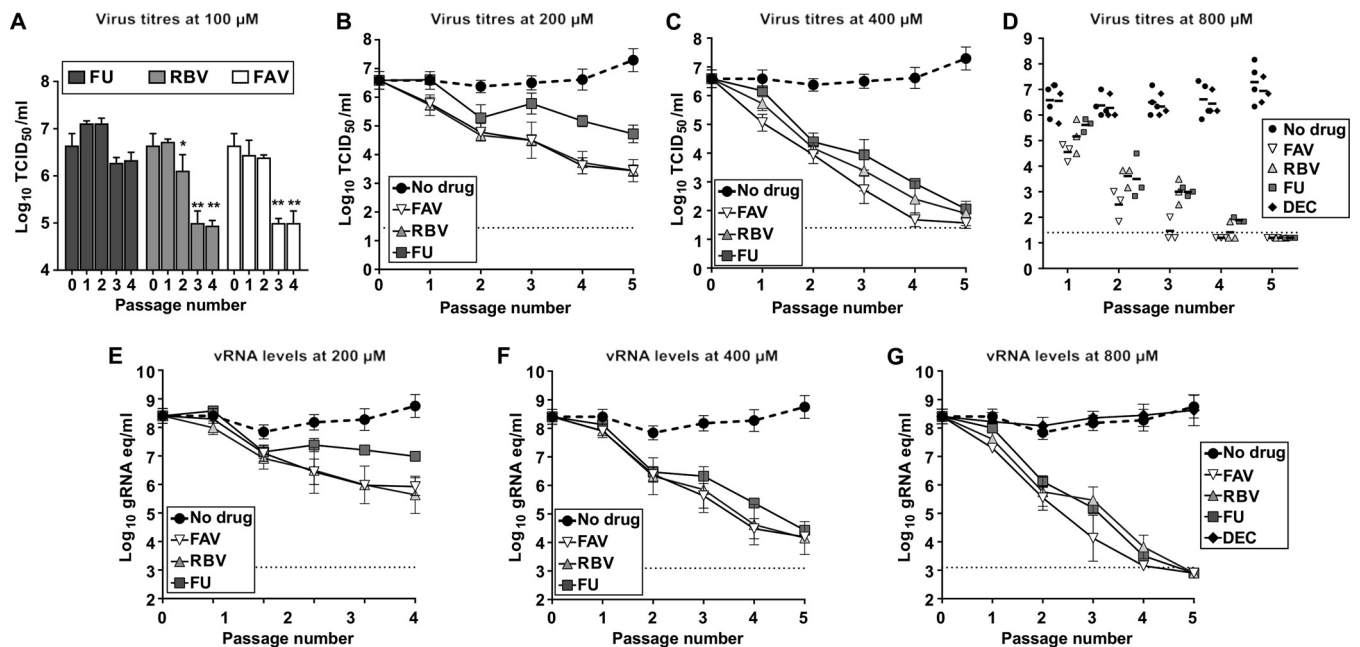 A
Virus titres at 100 µM
Log10 TCID50/ml
FU RBV FAV
8
7
6
5
4
* ** ** ** **
0 1 2 3 4 0 1 2 3 4 0 1 2 3 4
Passage number
B
Virus titres at 200 µM
Log10 TCID50/ml
9
8
7
6
5
4
3
2
1
0
No drug
FAV
RBV
FU
0 1 2 3 4 5
Passage number
C
Virus titres at 400 µM
Log10 TCID50/ml
9
8
7
6
5
4
3
2
1
0
No drug
FAV
RBV
FU
0 1 2 3 4 5
Passage number
D
Virus titres at 800 µM
9
8
7
6
5
4
3
2
1
0
No drug
FAV
RBV
FU
DEC
1 2 3 4 5
Passage number
E
vRNA levels at 200 µM
Log10 gRNA eq/ml
10
9
8
7
6
5
4
3
2
No drug
FAV
RBV
FU
0 1 2 3 4
Passage number
F
vRNA levels at 400 µM
Log10 gRNA eq/ml
10
9
8
7
6
5
4
3
2
No drug
FAV
RBV
FU
0 1 2 3 4 5
Passage number
G
vRNA levels at 800 µM
Log10 gRNA eq/ml
10
9
8
7
6
5
4
3
2
No drug
FAV
RBV
FU
DEC
0 1 2 3 4 5
Passage number